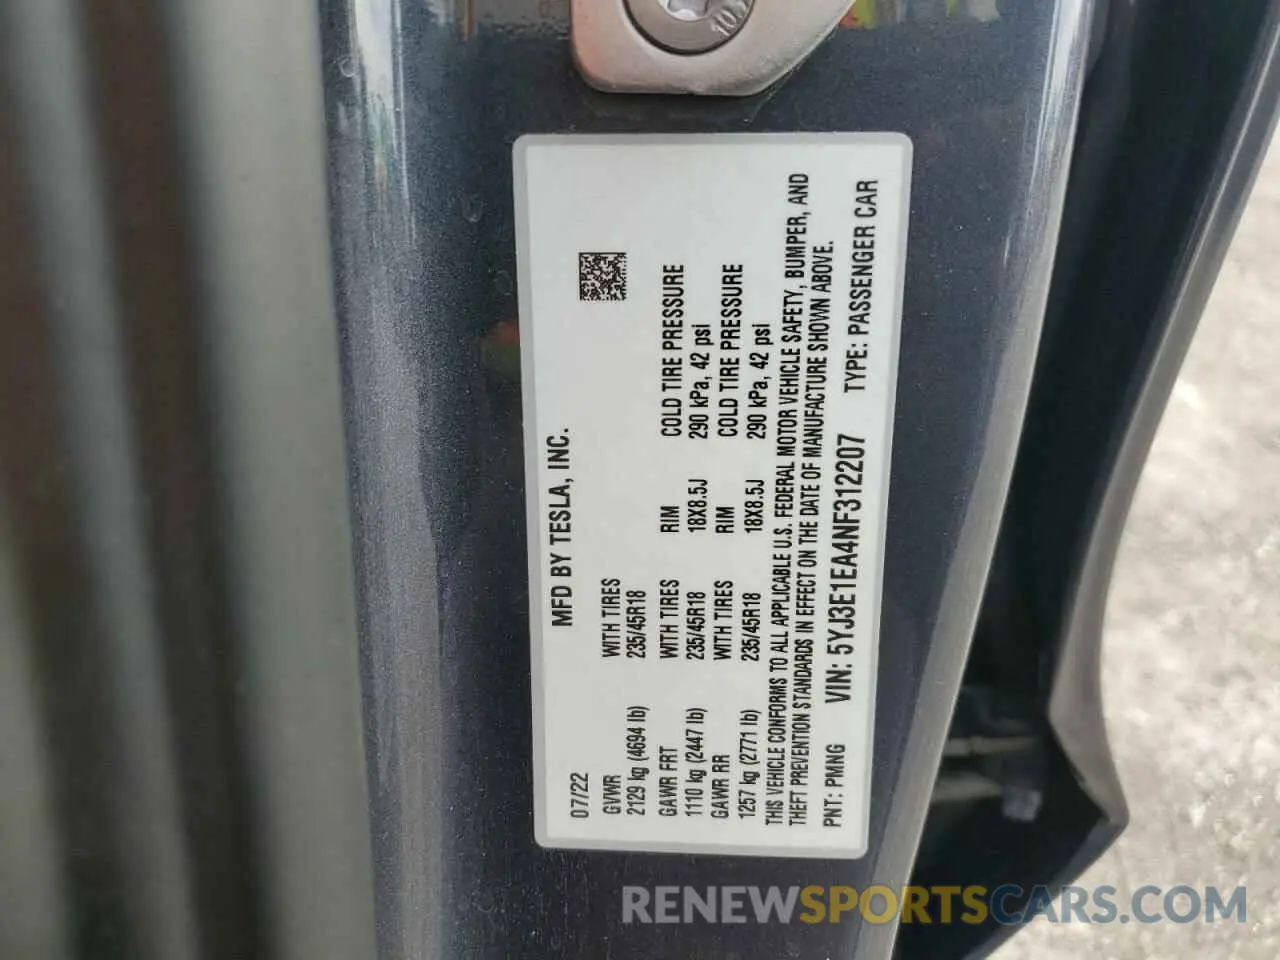 MFD BY TESLA, INC.
07/22
GVWR WITH TIRES
2129 kg (4694 lb) 235/45R18
GAWR FRT WITH TIRES RIM COLD TIRE PRESSURE
1110 kg (2447 lb) 235/45R18 18X8.5J 290 kPa, 42 psi
GAWR RR WITH TIRES RIM COLD TIRE PRESSURE
1257 kg (2771 lb) 235/45R18 18X8.5J 290 kPa, 42 psi
THIS VEHICLE CONFORMS TO ALL APPLICABLE U.S. FEDERAL MOTOR VEHICLE SAFETY, BUMPER, AND
THEFT PREVENTION STANDARDS IN EFFECT ON THE DATE OF MANUFACTURE SHOWN ABOVE.
PNT: PMNG VIN: 5YJ3E1EA4NF312207 TYPE: PASSENGER CAR
RENEWSPORTSCARS.COM